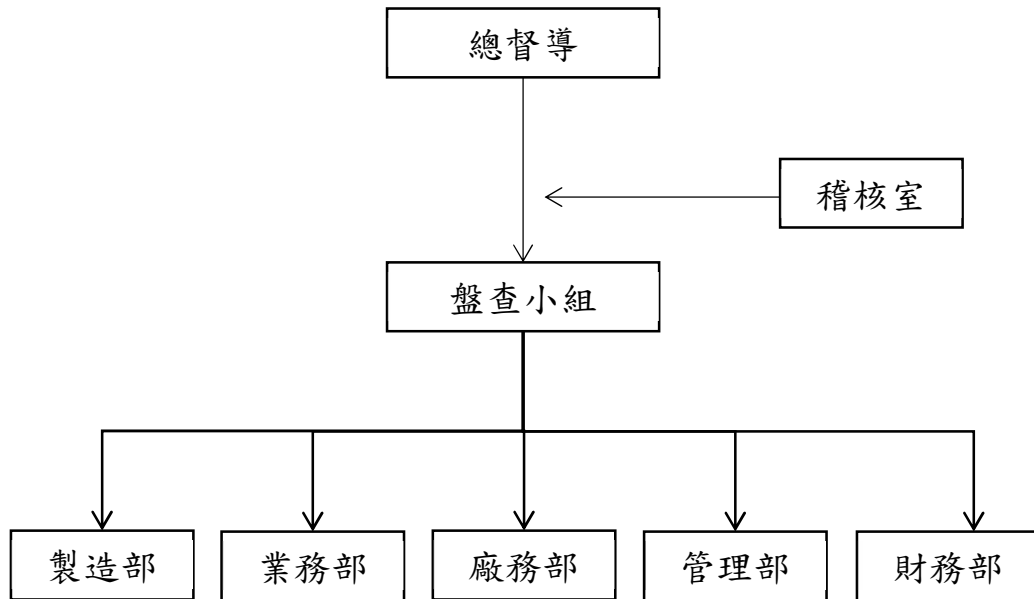 總督導
稽核室
盤查小組
製造部
業務部
廠務部
管理部
財務部